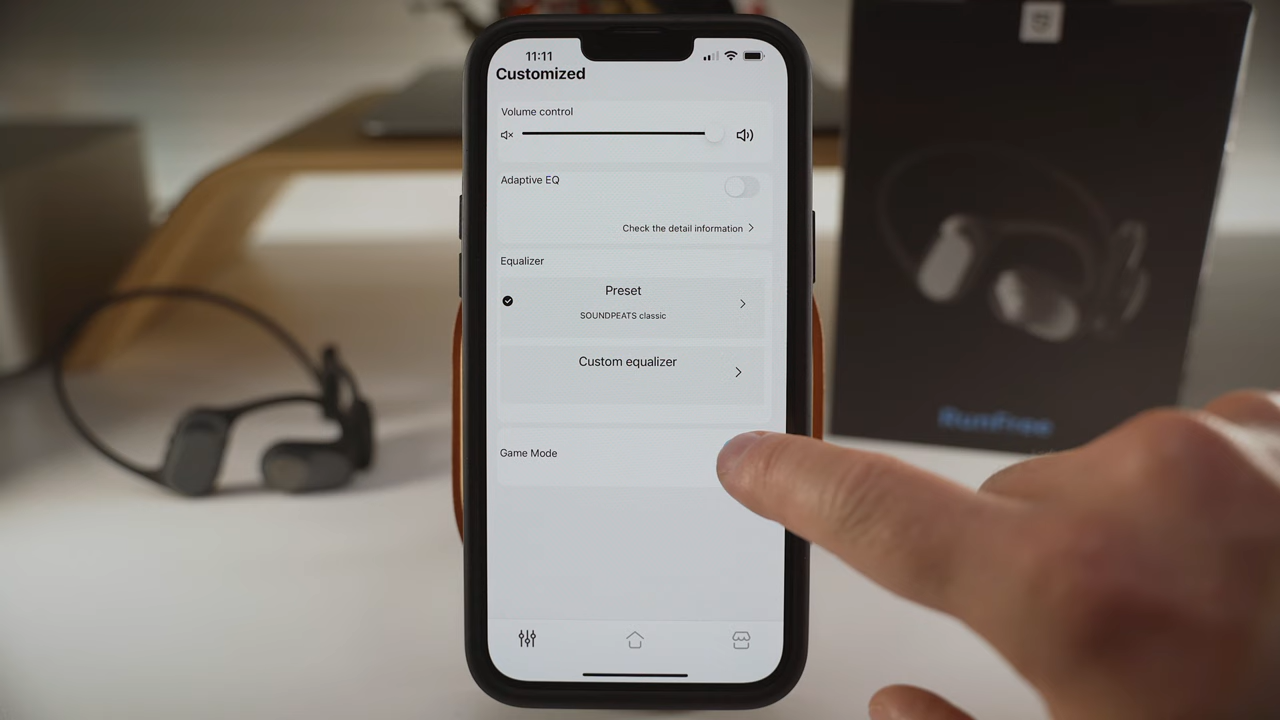 11:11
Customized
Volume control
Adaptive EQ
Check the detail information
Equalizer
Preset
SOUNDPEATS classic
Custom equalizer
Game Mode
RunFree